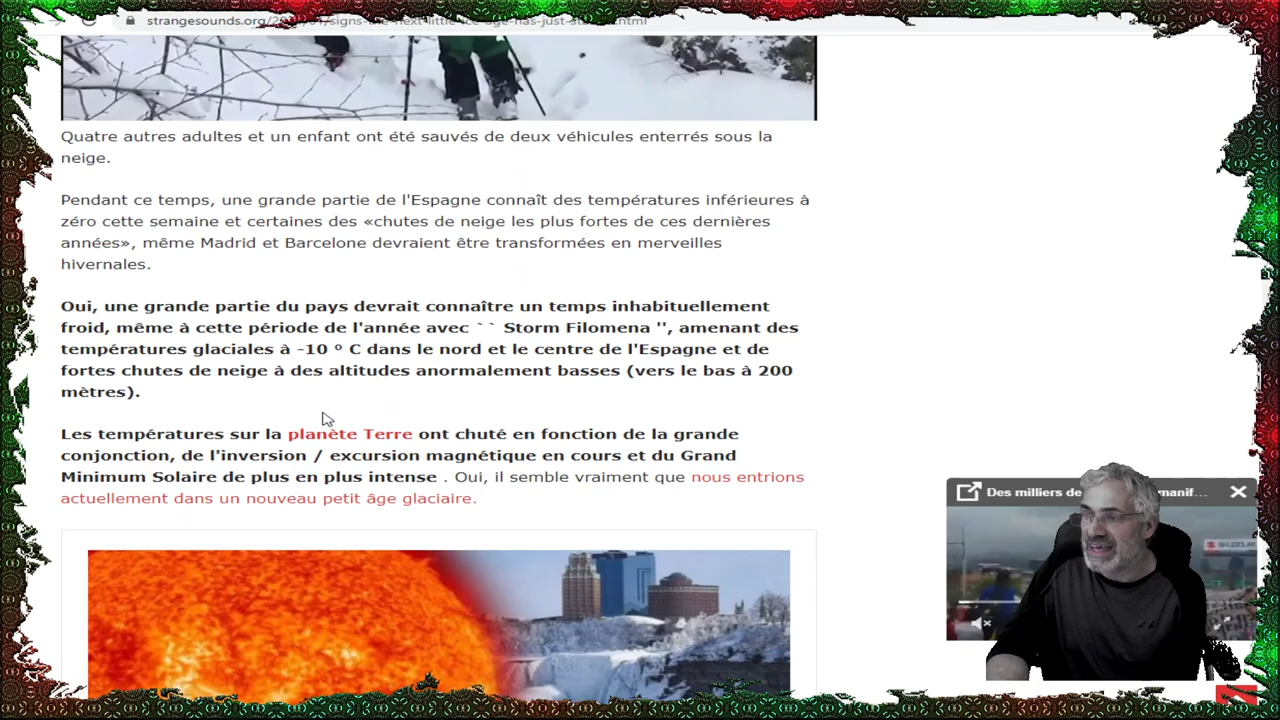 strangesounds.org/
Quatre autres adultes et un enfant ont été sauvés de deux véhicules enterrés sous la
neige.
Pendant ce temps, une grande partie de l'Espagne connaît des températures inférieures à
zéro cette semaine et certaines des «chutes de neige les plus fortes de ces dernières
années», même Madrid et Barcelone devraient être transformées en merveilles
hivernales.
Oui, une grande partie du pays devrait connaître un temps inhabituellement
froid, même à cette période de l'année avec `` Storm Filomena '', amenant des
températures glaciales à -10 ° C dans le nord et le centre de l'Espagne et de
fortes chutes de neige à des altitudes anormalement basses (vers le bas à 200
mètres).
Les températures sur la planète Terre ont chuté en fonction de la grande
conjonction, de l'inversion / excursion magnétique en cours et du Grand
Minimum Solaire de plus en plus intense . Oui, il semble vraiment que nous entrions
actuellement dans un nouveau petit âge glaciaire.
Des milliers de manif...
SUZUKI